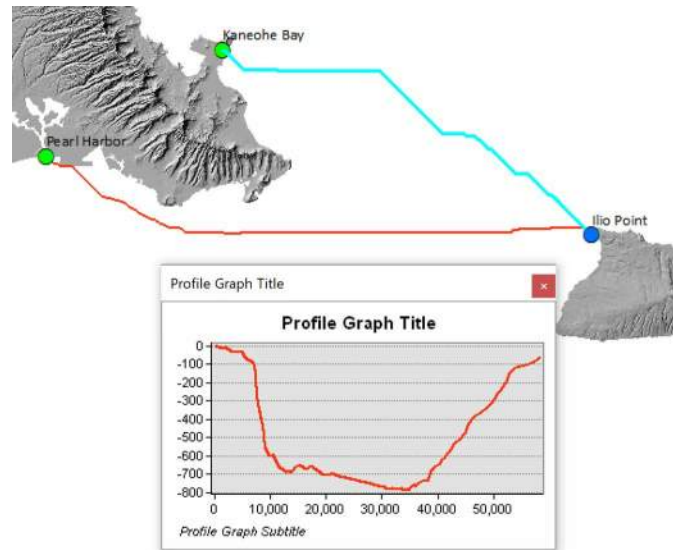 Kaneohe Bay
Pearl Harbor
Ilio Point
Profile Graph Title
×
Profile Graph Title
0
-100
-200
-300
-400
-500
-600
-700
-800
0 10,000 20,000 30,000 40,000 50,000
Profile Graph Subtitle